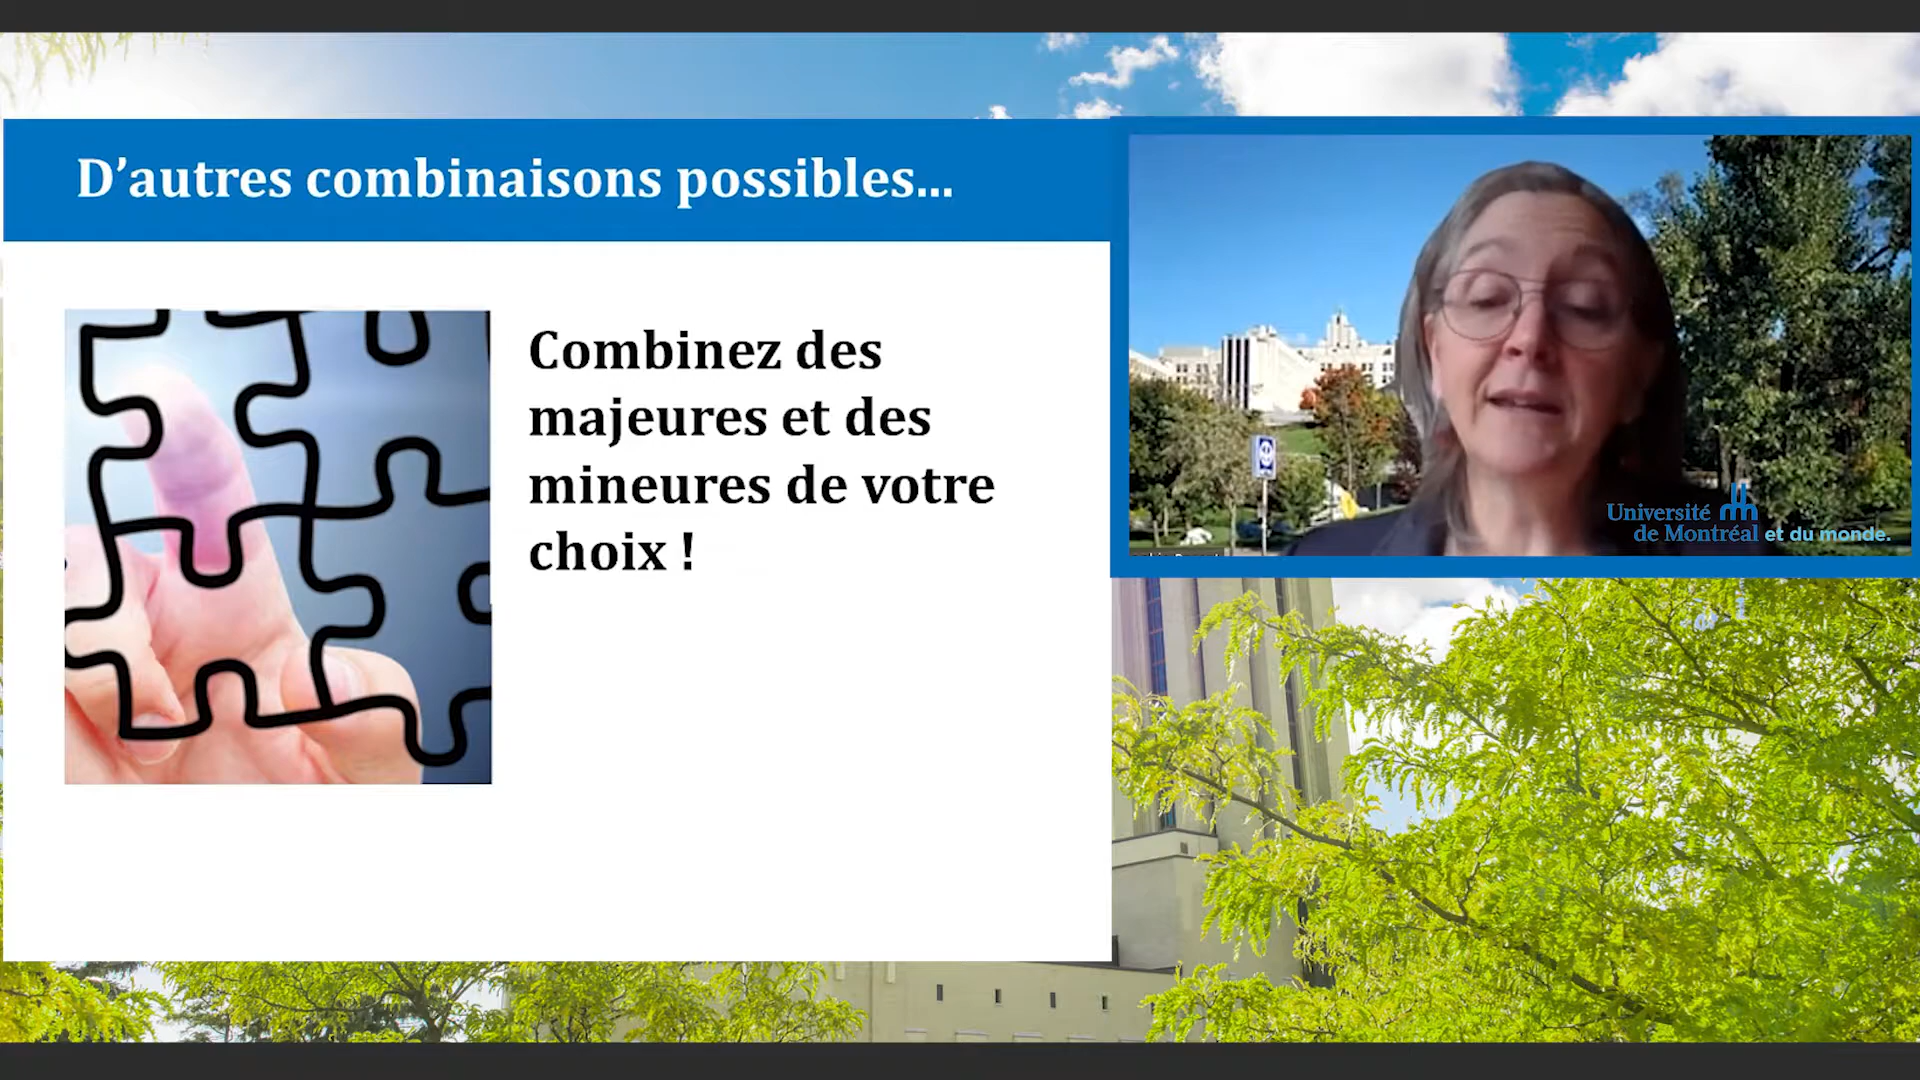 D’autres combinaisons possibles...
Combinez des
majeures et des
mineures de votre
choix !
Université
de Montréal et du monde.